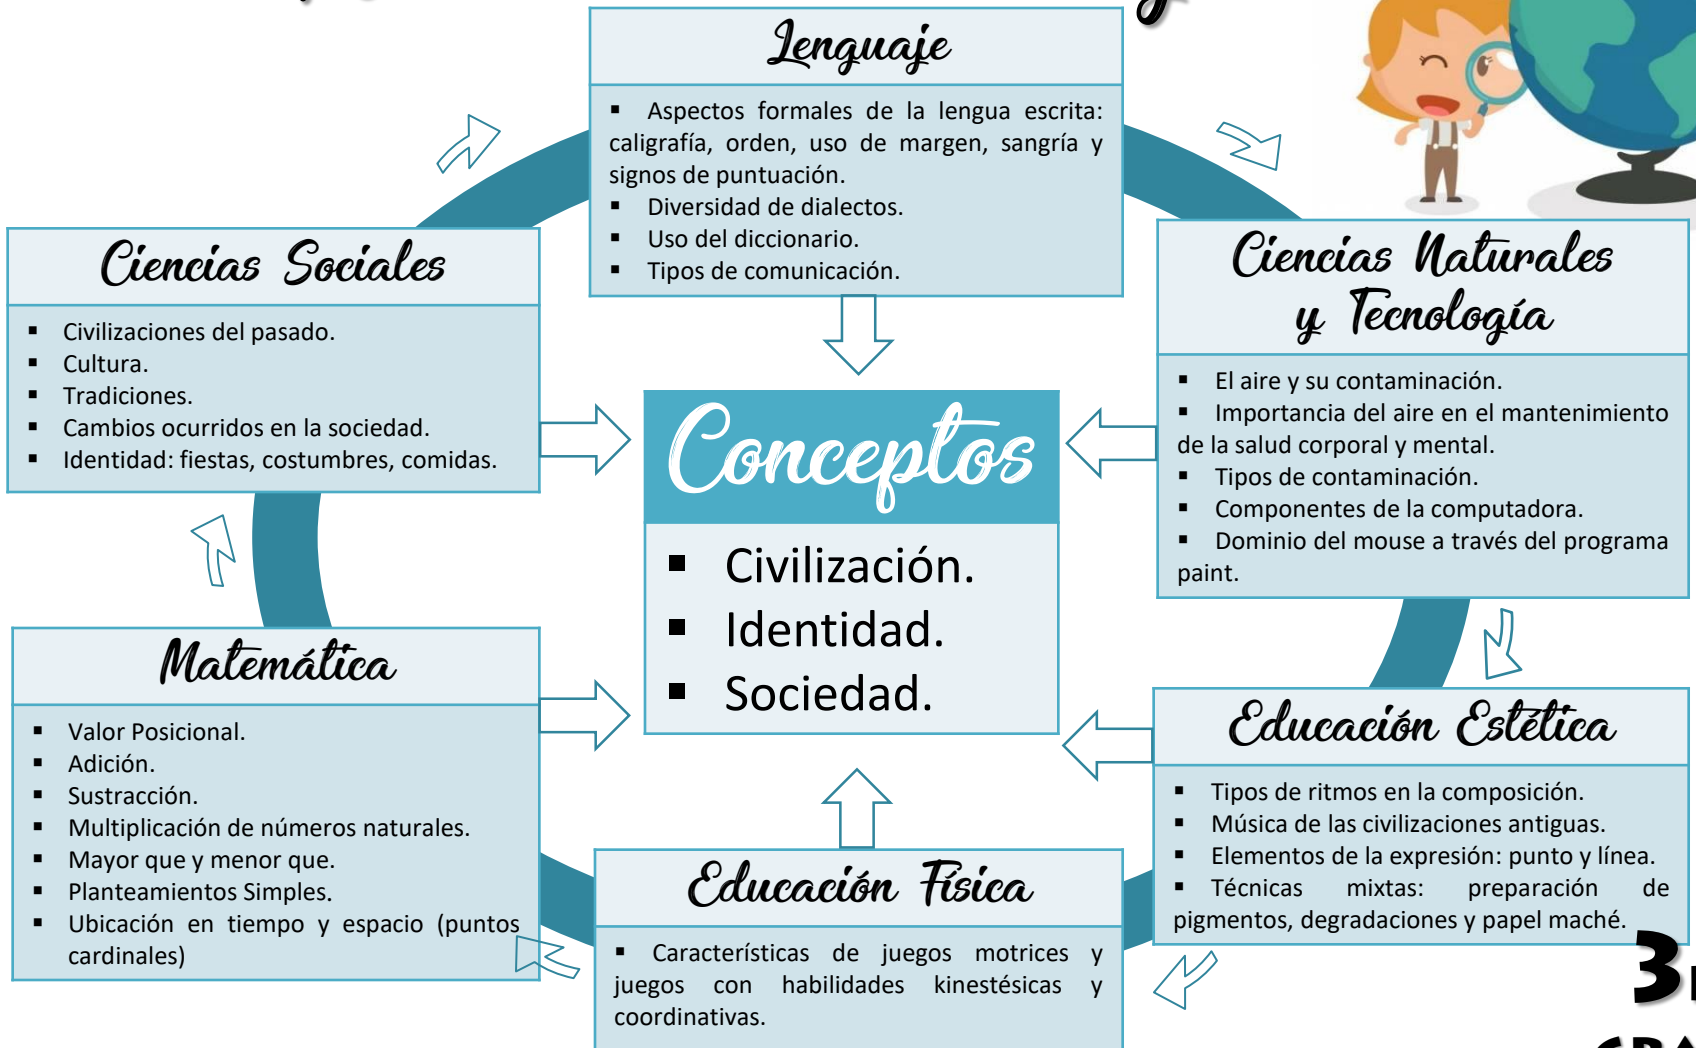 Lenguaje
▪ Aspectos formales de la lengua escrita:
caligrafía, orden, uso de margen, sangría y
signos de puntuación.
▪ Diversidad de dialectos.
▪ Uso del diccionario.
▪ Tipos de comunicación.
Ciencias Sociales
▪ Civilizaciones del pasado.
▪ Cultura.
▪ Tradiciones.
▪ Cambios ocurridos en la sociedad.
▪ Identidad: fiestas, costumbres, comidas.
Ciencias Naturales
y Tecnología
▪ El aire y su contaminación.
▪ Importancia del aire en el mantenimiento
de la salud corporal y mental.
▪ Tipos de contaminación.
▪ Componentes de la computadora.
▪ Dominio del mouse a través del programa
paint.
Conceptos
▪ Civilización.
▪ Identidad.
▪ Sociedad.
Matemática
▪ Valor Posicional.
▪ Adición.
▪ Sustracción.
▪ Multiplicación de números naturales.
▪ Mayor que y menor que.
▪ Planteamientos Simples.
▪ Ubicación en tiempo y espacio (puntos
cardinales)
Educación Estética
▪ Tipos de ritmos en la composición.
▪ Música de las civilizaciones antiguas.
▪ Elementos de la expresión: punto y línea.
▪ Técnicas mixtas: preparación de
pigmentos, degradaciones y papel maché.
Educación Física
▪ Características de juegos motrices y
juegos con habilidades kinestésicas y
coordinativas.
3